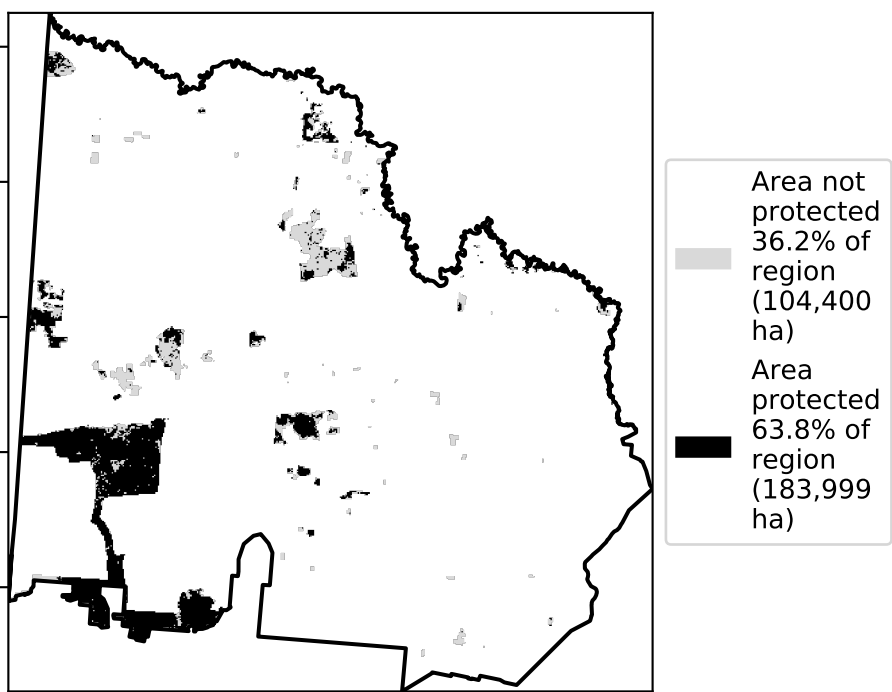 Area not
protected
36.2% of
region
(104,400
ha)
Area
protected
63.8% of
region
(183,999
ha)